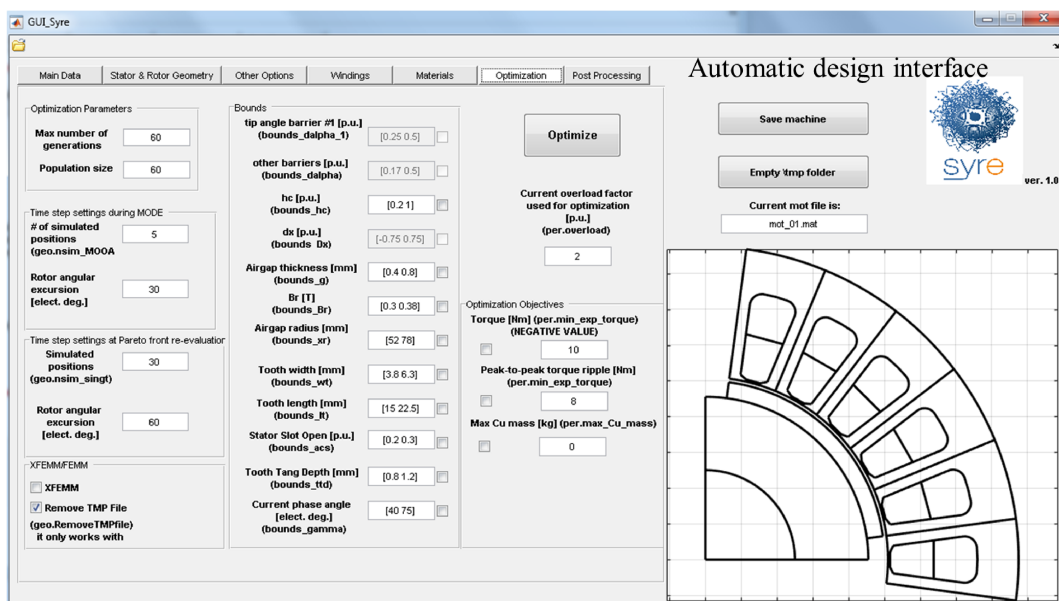 GUI_Syre
Main Data
Stator & Rotor Geometry
Other Options
Windings
Materials
Optimization
Post Processing
Automatic design interface
Optimization Parameters
Max number of
generations
60
Population size
60
Time step settings during MODE
# of simulated
positions
(geo.nsim_MOOA
5
Rotor angular
excursion
[elect. deg.]
30
Time step settings at Pareto front re-evaluation
Simulated
positions
(geo.nsim_singt)
30
Rotor angular
excursion
[elect. deg.]
60
XFEMM/FEMM
XFEMM
Remove TMP File
(geo.RemoveTMPfile)
it only works with
Bounds
tip angle barrier #1 [p.u.]
(bounds_dalpha_1)
[0.25 0.5]
other barriers [p.u.]
(bounds_dalpha)
[0.17 0.5]
hc [p.u.]
(bounds_hc)
[0.2 1]
dx [p.u.]
(bounds_Dx)
[-0.75 0.75]
Airgap thickness [mm]
(bounds_g)
[0.4 0.8]
Br [T]
(bounds_Br)
[0.3 0.38]
Airgap radius [mm]
(bounds_xr)
[52 78]
Tooth width [mm]
(bounds_wt)
[3.8 6.3]
Tooth length [mm]
(bounds_lt)
[15 22.5]
Stator Slot Open [p.u.]
(bounds_acs)
[0.2 0.3]
Tooth Tang Depth [mm]
(bounds_ttd)
[0.8 1.2]
Current phase angle
[elect. deg.]
(bounds_gamma)
[40 75]
Optimize
Current overload factor
used for optimization
[p.u.]
(per.overload)
2
Optimization Objectives
Torque [Nm] (per.min_exp_torque)
(NEGATIVE VALUE)
10
Peak-to-peak torque ripple [Nm]
(per.min_exp_torque)
8
Max Cu mass [kg] (per.max_Cu_mass)
0
Save machine
Empty \tmp folder
Current mot file is:
mot_01.mat
syre
ver. 1.0